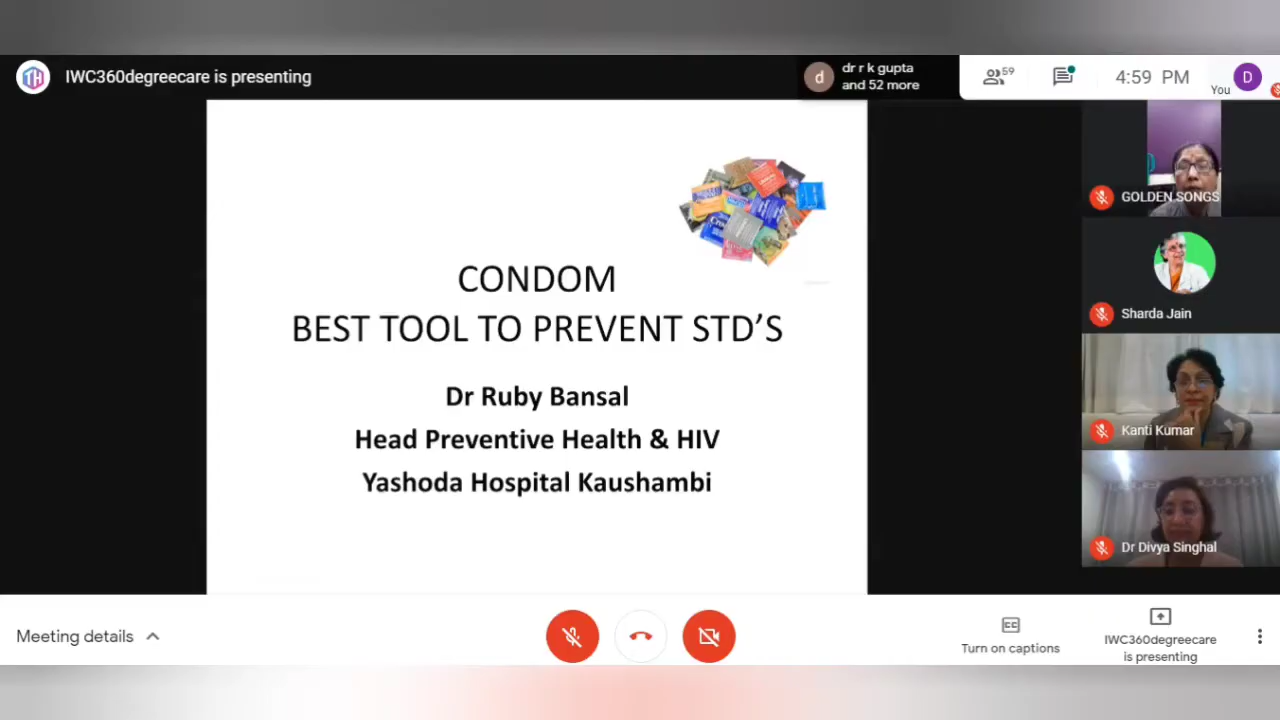 IWC360degreecare is presenting
d
dr r k gupta
and 52 more
59
4:59 PM
You
D
CONDOM
BEST TOOL TO PREVENT STD'S
Dr Ruby Bansal
Head Preventive Health & HIV
Yashoda Hospital Kaushambi
GOLDEN SONGS
Sharda Jain
Kanti Kumar
Dr Divya Singhal
Meeting details
CC
Turn on captions
IWC360degreecare
is presenting